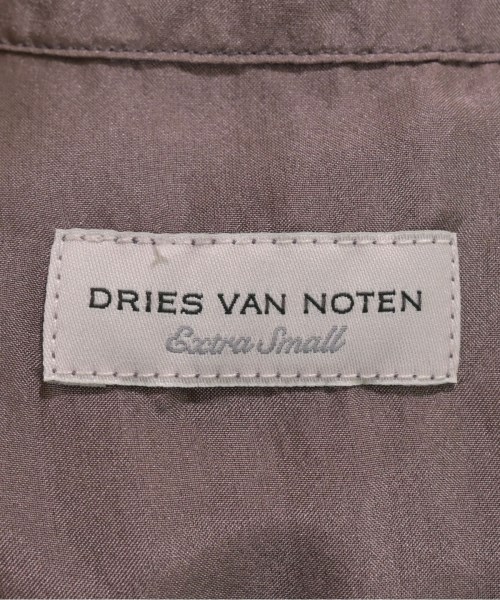 DRIES VAN NOTEN
Extra Small